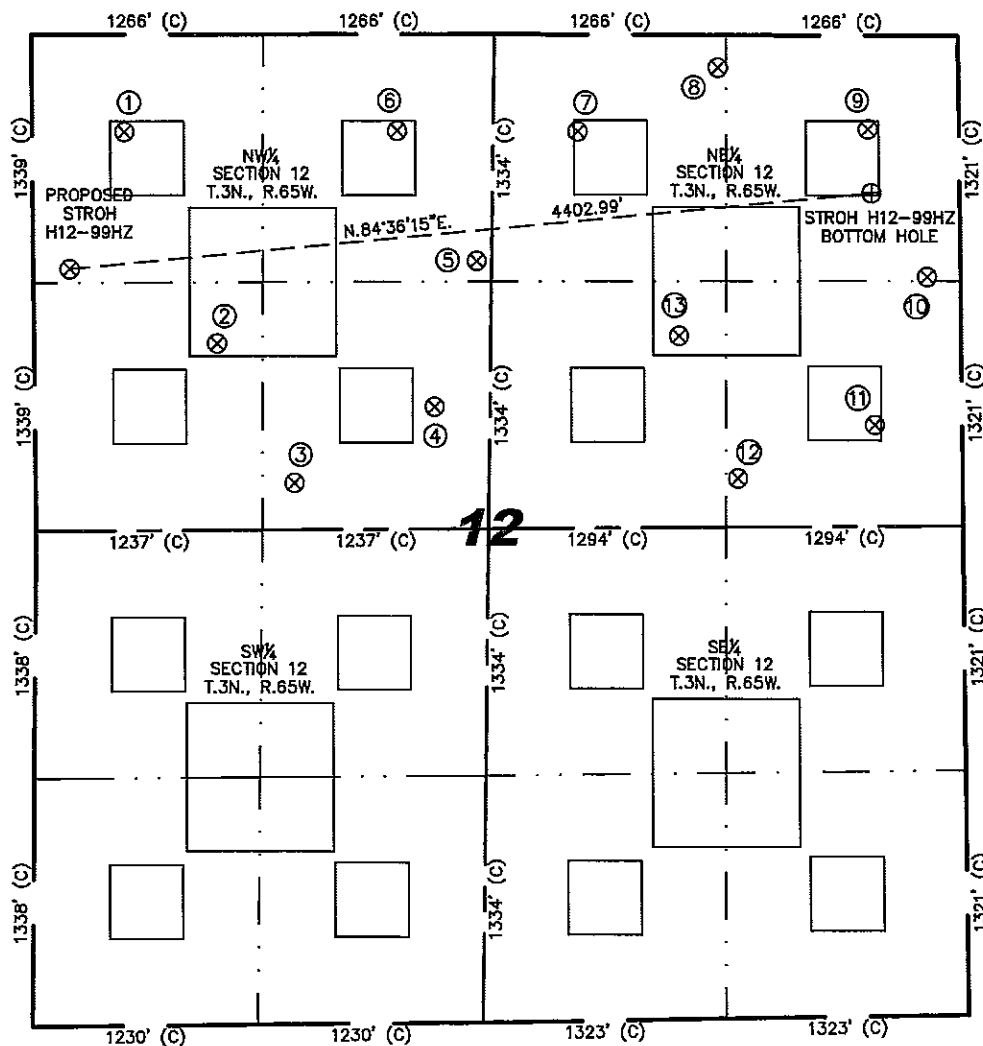 1266' (C)
1266' (C)
1266' (C)
1266' (C)
8
1
6
7
9
1339' (C)
1334' (C)
1321' (C)
NW¼
SECTION 12
T.3N., R.65W.
NE¼
SECTION 12
T.3N., R.65W.
PROPOSED
STROH
H12-99HZ
N.84°36'15"E.
4402.99'
STROH H12-99HZ
BOTTOM HOLE
5
2
13
10
1339' (C)
1334' (C)
1321' (C)
11
4
3
12
12
1237' (C)
1237' (C)
1294' (C)
1294' (C)
1338' (C)
1334' (C)
1321' (C)
SW¼
SECTION 12
T.3N., R.65W.
SE¼
SECTION 12
T.3N., R.65W.
1338' (C)
1334' (C)
1321' (C)
1230' (C)
1230' (C)
1323' (C)
1323' (C)